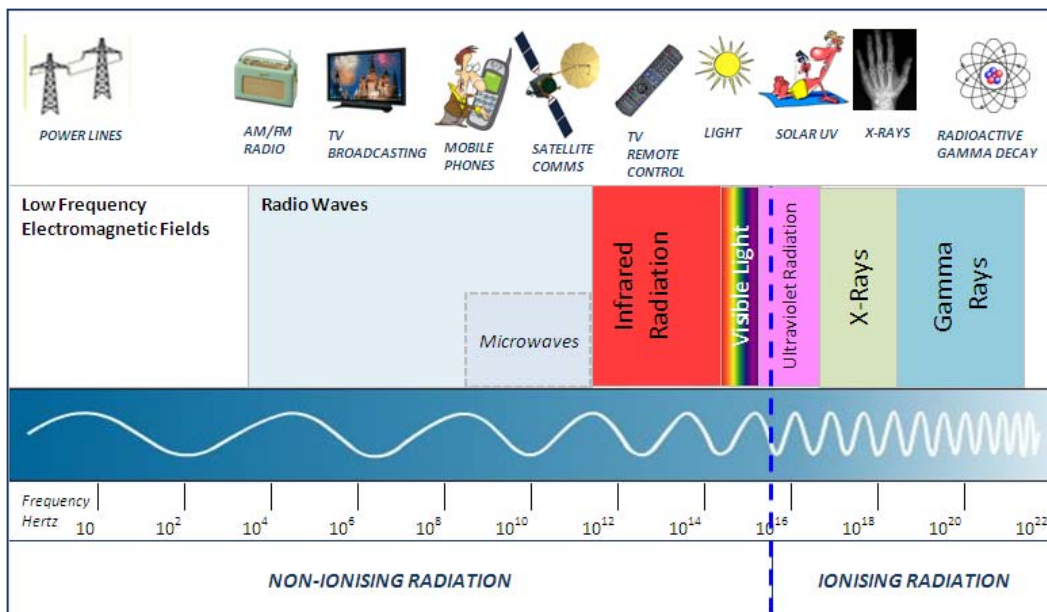 POWER LINES
AM/FM
RADIO
TV
BROADCASTING
MOBILE
PHONES
SATELLITE
COMMS
TV
REMOTE
CONTROL
LIGHT
SOLAR UV
X-RAYS
RADIOACTIVE
GAMMA DECAY
Low Frequency
Electromagnetic Fields
Radio Waves
Microwaves
Infrared
Radiation
Visible Light
Ultraviolet Radiation
X-Rays
Gamma
Rays
Frequency
Hertz
10 10² 10⁴ 10⁶ 10⁸ 10¹⁰ 10¹² 10¹⁴ 10¹⁶ 10¹⁸ 10²⁰ 10²²
NON-IONISING RADIATION
IONISING RADIATION